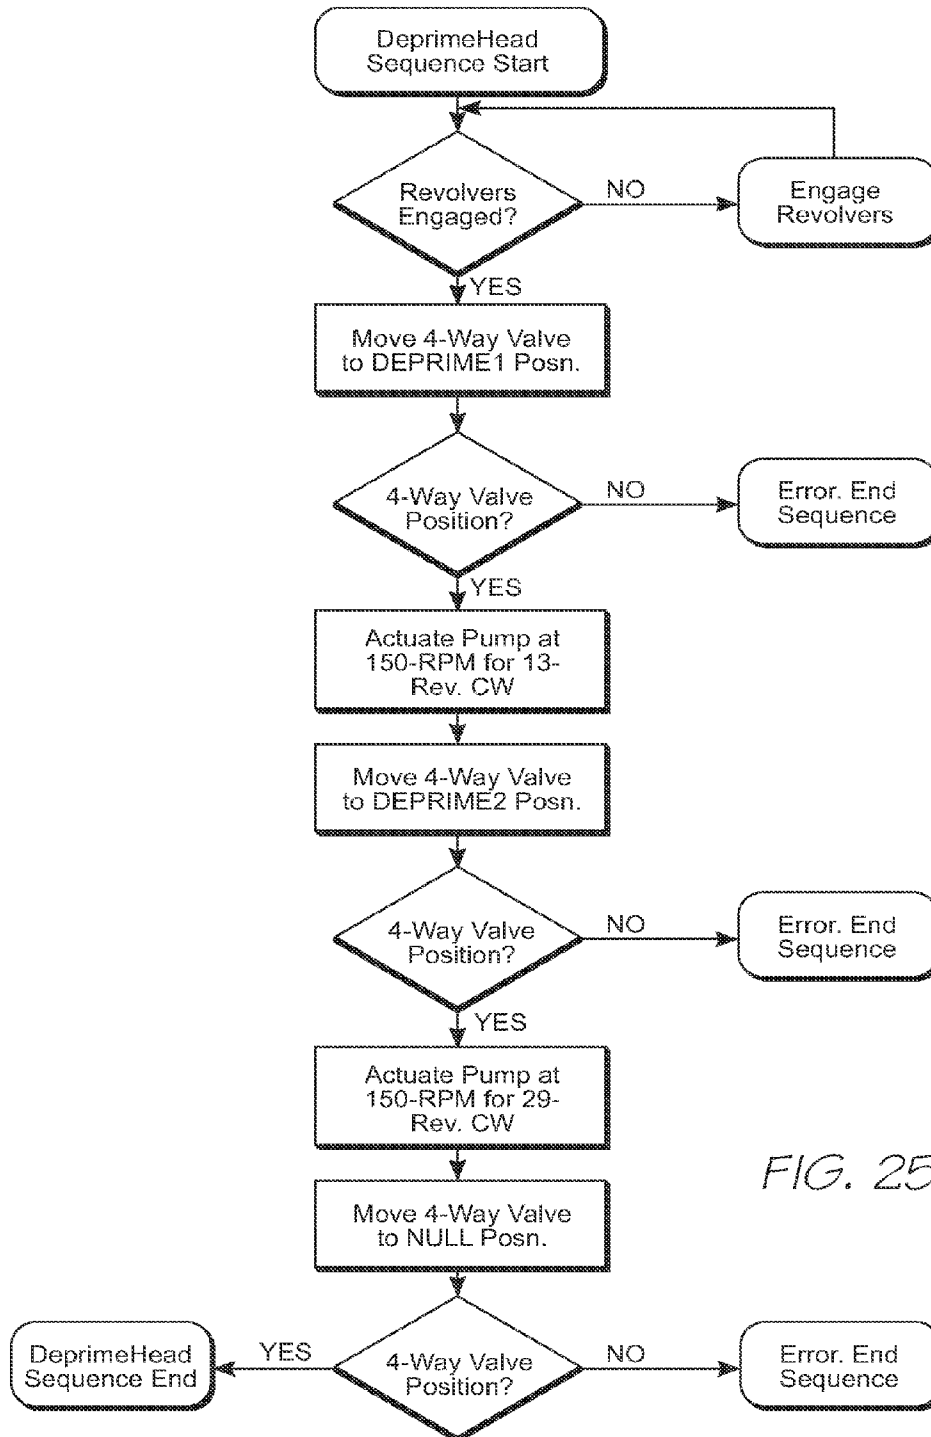 DeprimeHead
Sequence Start
Revolvers
Engaged?
NO
Engage
Revolvers
YES
Move 4-Way Valve
to DEPRIME1 Posn.
4-Way Valve
Position?
NO
Error. End
Sequence
YES
Actuate Pump at
150-RPM for 13-
Rev. CW
Move 4-Way Valve
to DEPRIME2 Posn.
4-Way Valve
Position?
NO
Error. End
Sequence
YES
Actuate Pump at
150-RPM for 29-
Rev. CW
FIG. 25
Move 4-Way Valve
to NULL Posn.
DeprimeHead
Sequence End
YES
4-Way Valve
Position?
NO
Error. End
Sequence